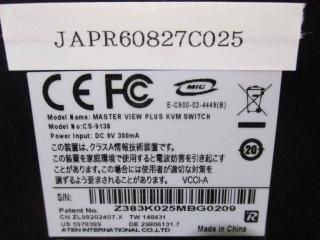 JAPR60827C025
CE FC MIC
E-C900-02-4449(B)
Model Name: MASTER VIEW PLUS KVM SWITCH
Model No: CS-9138
Power Input: DC 9V 300mA
この装置は、クラスA情報技術装置です。
この装置を家庭環境で使用すると電波妨害を引き起
こすことがあります。
この場合には使用者が適切な対策を
講ずるよう要求されることがあります。 VCCI-A
20
S/N: Z383K025MBG0209
Patent No.
CN ZL98202407.X TW 148431
US 5978389 DE 29806131.7
ATEN INTERNATIONAL CO.,LTD